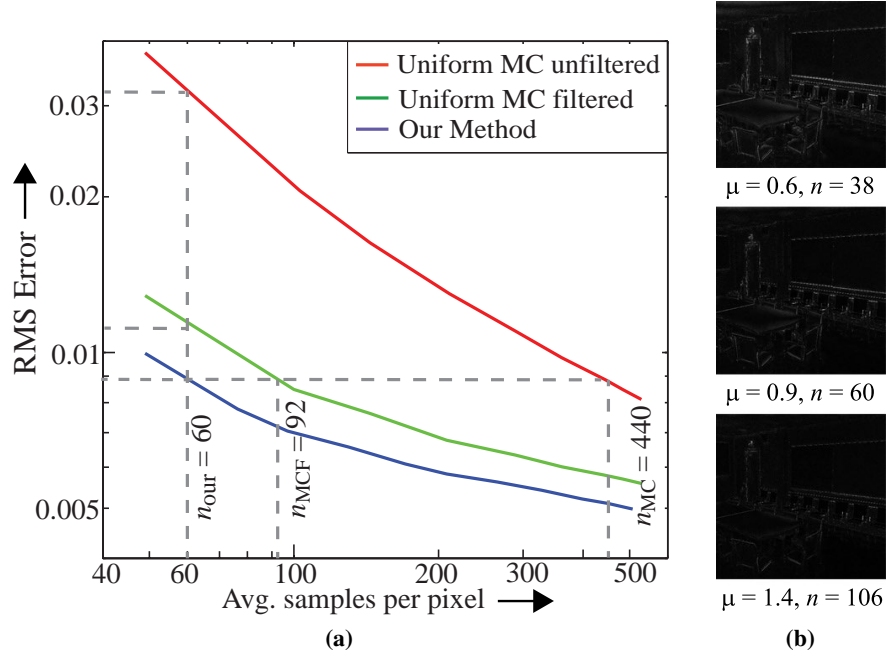 Uniform MC unfiltered
Uniform MC filtered
Our Method
RMS Error
0.03
0.02
0.01
0.005
n_our = 60
n_MCF = 92
n_MC = 440
40 60 100 200 300 500
Avg. samples per pixel
(a)
μ = 0.6, n = 38
μ = 0.9, n = 60
μ = 1.4, n = 106
(b)